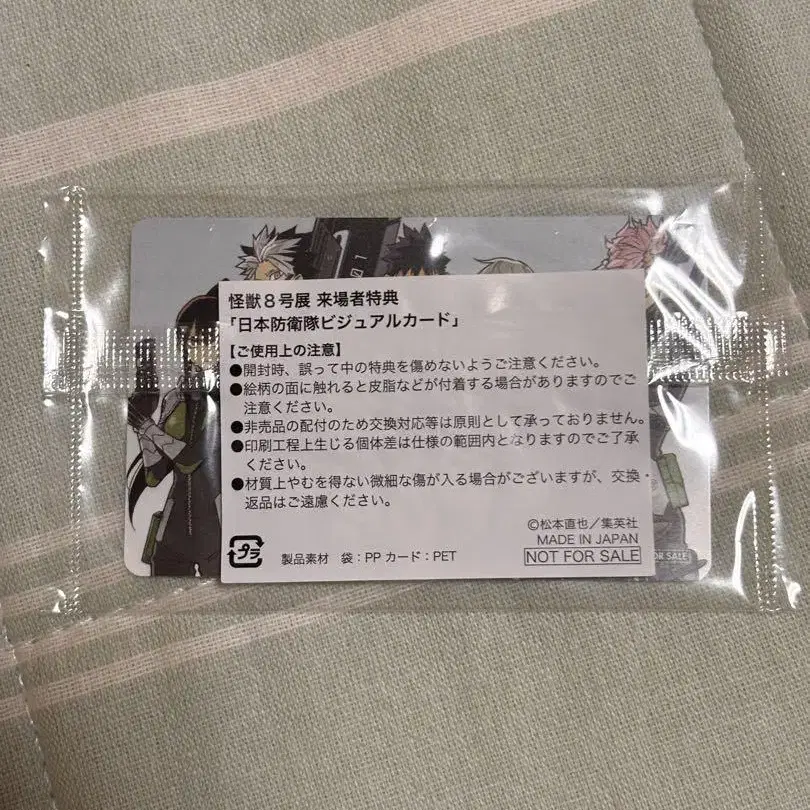 怪獣8号展 来場者特典
「日本防衛隊ビジュアルカード」
【ご使用上の注意】
●開封時、誤って中の特典を傷めないようご注意ください。
●絵柄の面に触れると皮脂などが付着する場合がありますのでご
注意ください。
●非売品の配付のため交換対応等は原則として承っておりません。
●印刷工程上生じる個体差は仕様の範囲内となりますのでご了承
ください。
●材質上やむを得ない微細な傷が入る場合がございますが、交換・
返品はご遠慮ください。
©松本直也／集英社
MADE IN JAPAN
NOT FOR SALE
プラ
製品素材 袋：PP カード：PET
FOR SALE
01